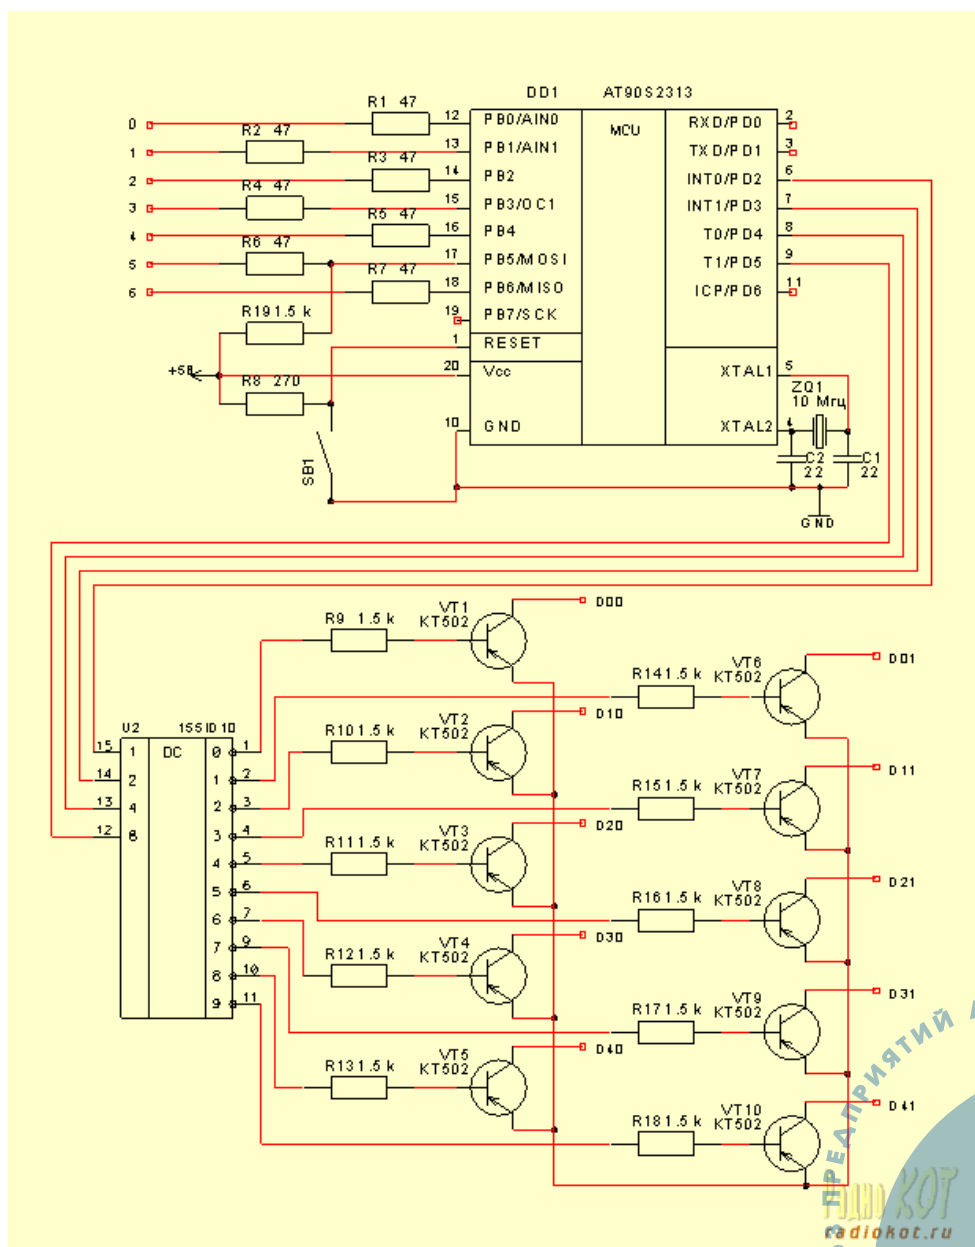 DD1 AT90S2313
R1 47
0
12 PB0/AIN0
MCU
RXD/PD0 2
R2 47
1
13 PB1/AIN1
TXD/PD1 3
R3 47
2
14 PB2
INT0/PD2 6
R4 47
3
15 PB3/OC1
INT1/PD3 7
R5 47
4
16 PB4
T0/PD4 8
R6 47
5
17 PB5/MOSI
T1/PD5 9
R7 47
6
18 PB6/MISO
ICP/PD6 11
R19 1.5 k
19 PB7/SCK
1 RESET
+5В
20 Vcc
XTAL1 5
R8 270
ZQ1
10 Мгц
10 GND
XTAL2 4
SB1
C2
22
C1
22
GND
VT1
KT502
R9 1.5 k
D00
VT6
KT502
R14 1.5 k
D01
VT2
KT502
R10 1.5 k
D10
U2 155ID10
DC
15 1
14 2
13 4
12 8
0 1
1 2
2 3
3 4
4 5
5 6
6 7
7 9
8 10
9 11
VT7
KT502
R15 1.5 k
D11
VT3
KT502
R11 1.5 k
D20
VT8
KT502
R16 1.5 k
D21
VT4
KT502
R12 1.5 k
D30
VT9
KT502
R17 1.5 k
D31
VT5
KT502
R13 1.5 k
D40
VT10
KT502
R18 1.5 k
D41
ПРЕДПРИЯТИЙ
РАДИО КОТ
radiokot.ru